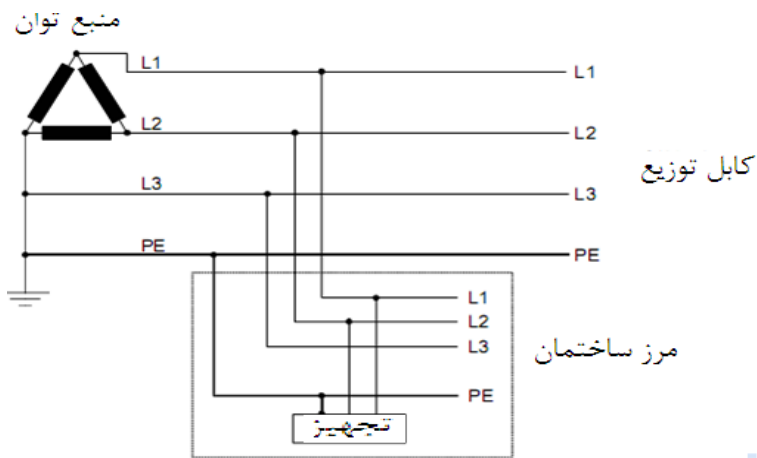 منبع توان
L1
L1
L2
L2
کابل توزیع
L3
L3
PE
PE
L1
L2
مرز ساختمان
L3
PE
تجهیز